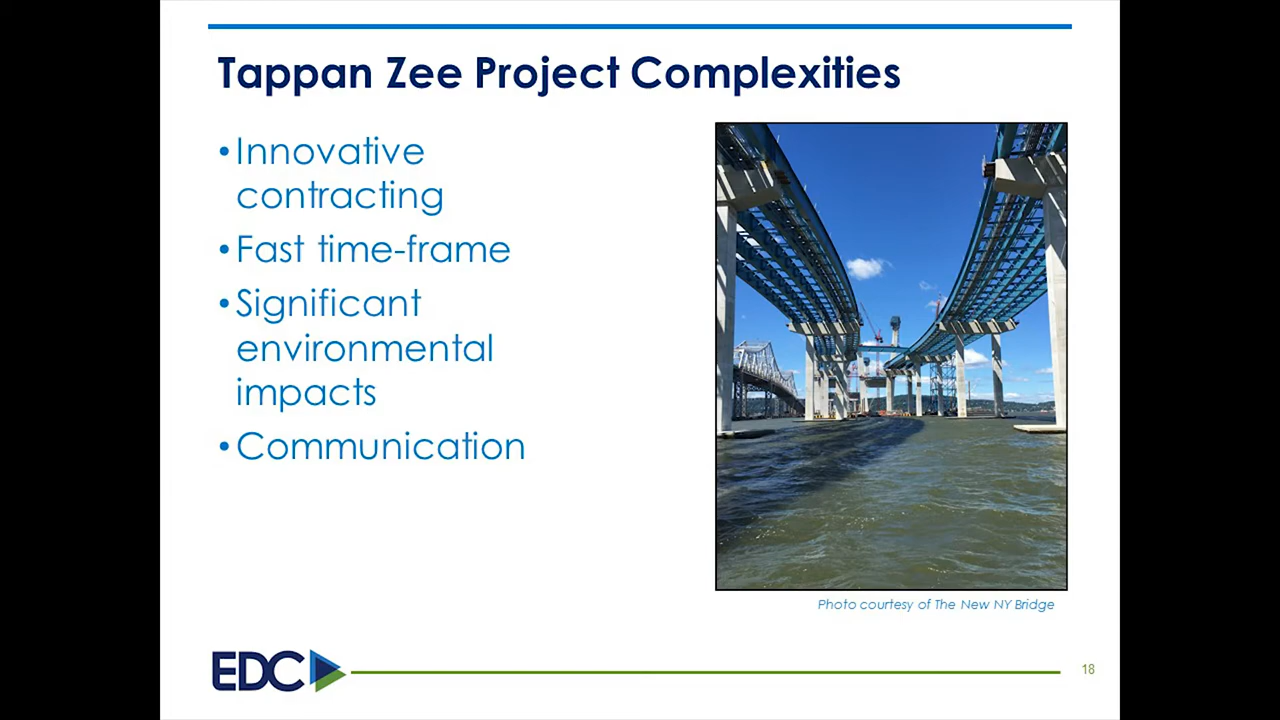 Tappan Zee Project Complexities
•Innovative
contracting
•Fast time-frame
•Significant
environmental
impacts
•Communication
Photo courtesy of The New NY Bridge
EDC
18